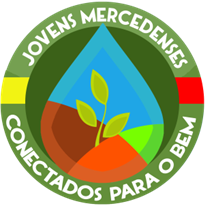 JOVENS MERCEDENSES
CONECTADOS PARA O BEM